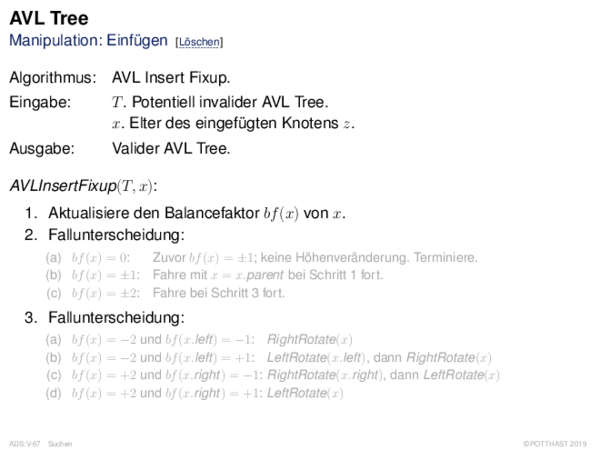 AVL Tree
Manipulation: Einfügen [Löschen]
Algorithmus: AVL Insert Fixup.
Eingabe: T. Potentiell invalider AVL Tree.
x. Elter des eingefügten Knotens z.
Ausgabe: Valider AVL Tree.
AVLInsertFixup(T, x):
1. Aktualisiere den Balancefaktor bf(x) von x.
2. Fallunterscheidung:
(a) bf(x) = 0: Zuvor bf(x) = ±1; keine Höhenveränderung. Terminiere.
(b) bf(x) = ±1: Fahre mit x = x.parent bei Schritt 1 fort.
(c) bf(x) = ±2: Fahre bei Schritt 3 fort.
3. Fallunterscheidung:
(a) bf(x) = −2 und bf(x.left) = −1: RightRotate(x)
(b) bf(x) = −2 und bf(x.left) = +1: LeftRotate(x.left), dann RightRotate(x)
(c) bf(x) = +2 und bf(x.right) = −1: RightRotate(x.right), dann LeftRotate(x)
(d) bf(x) = +2 und bf(x.right) = +1: LeftRotate(x)
ADS:V-67 Suchen ©POTTHAST 2019